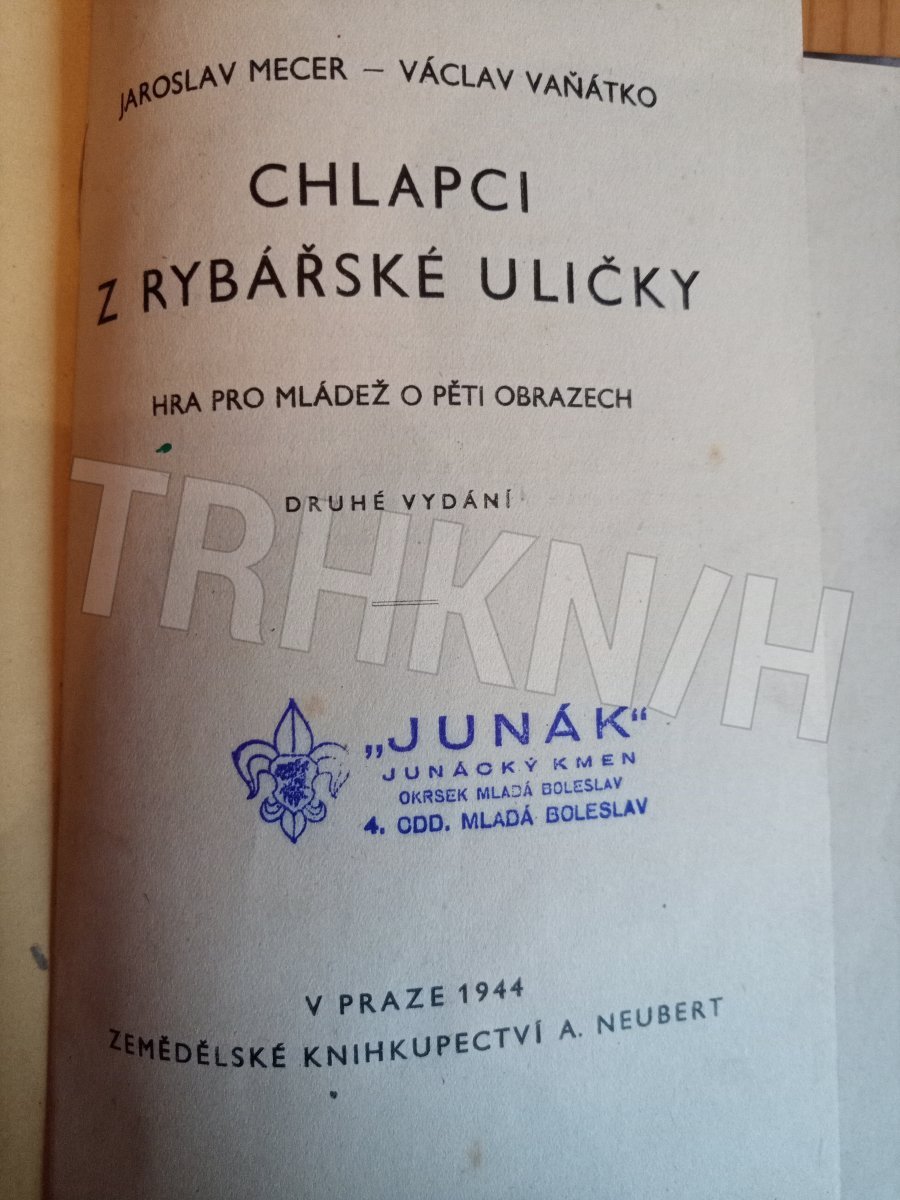 JAROSLAV MECER – VÁCLAV VAŇÁTKO
CHLAPCI
Z RYBÁŘSKÉ ULIČKY
HRA PRO MLÁDEŽ O PĚTI OBRAZECH
DRUHÉ VYDÁNÍ
TRHKN/H
„JUNÁK“
JUNÁCKÝ KMEN
OKRSEK MLADÁ BOLESLAV
4. ODD. MLADÁ BOLESLAV
V PRAZE 1944
ZEMĚDĚLSKÉ KNIHKUPECTVÍ A. NEUBERT